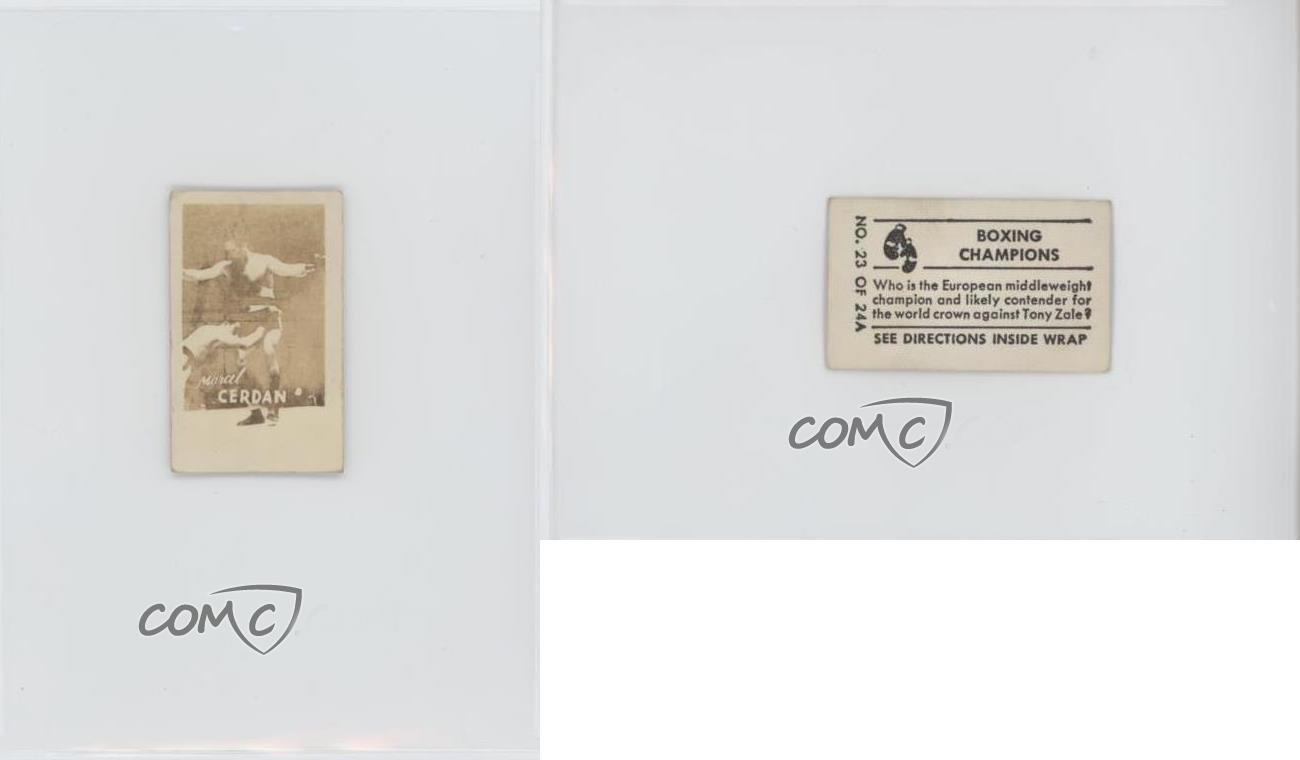 Marcel
CERDAN
COMC
NO. 23 OF 24A
BOXING
CHAMPIONS
Who is the European middleweight
champion and likely contender for
the world crown against Tony Zale?
SEE DIRECTIONS INSIDE WRAP
COMC